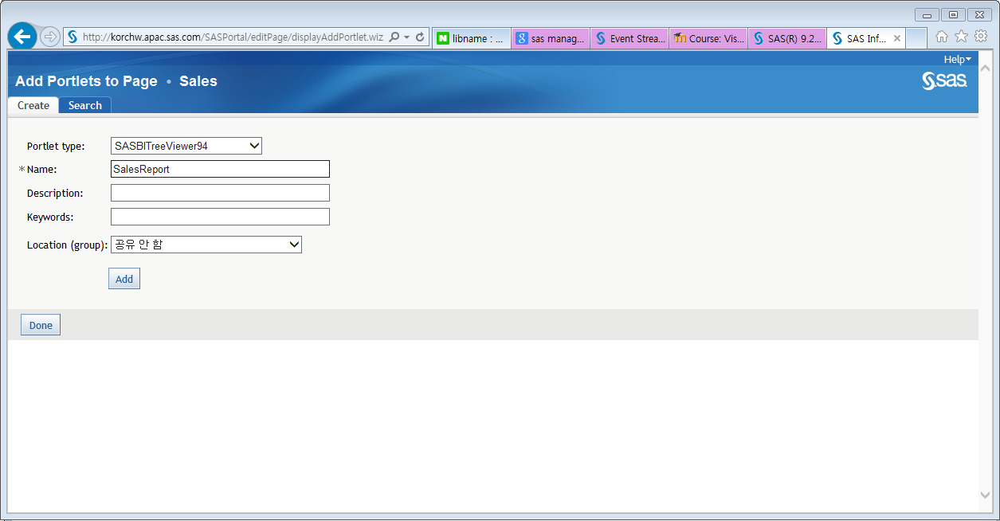 http://korchw.apac.sas.com/SASPortal/editPage/displayAddPortlet.wiz
N libname : ...
8 sas manag...
Event Strea...
Course: Vis...
SAS(R) 9.2...
SAS Inf...
Help
Add Portlets to Page • Sales
sas
Create
Search
Portlet type: SASBITreeViewer94
* Name: SalesReport
Description:
Keywords:
Location (group): 공유 안 함
Add
Done